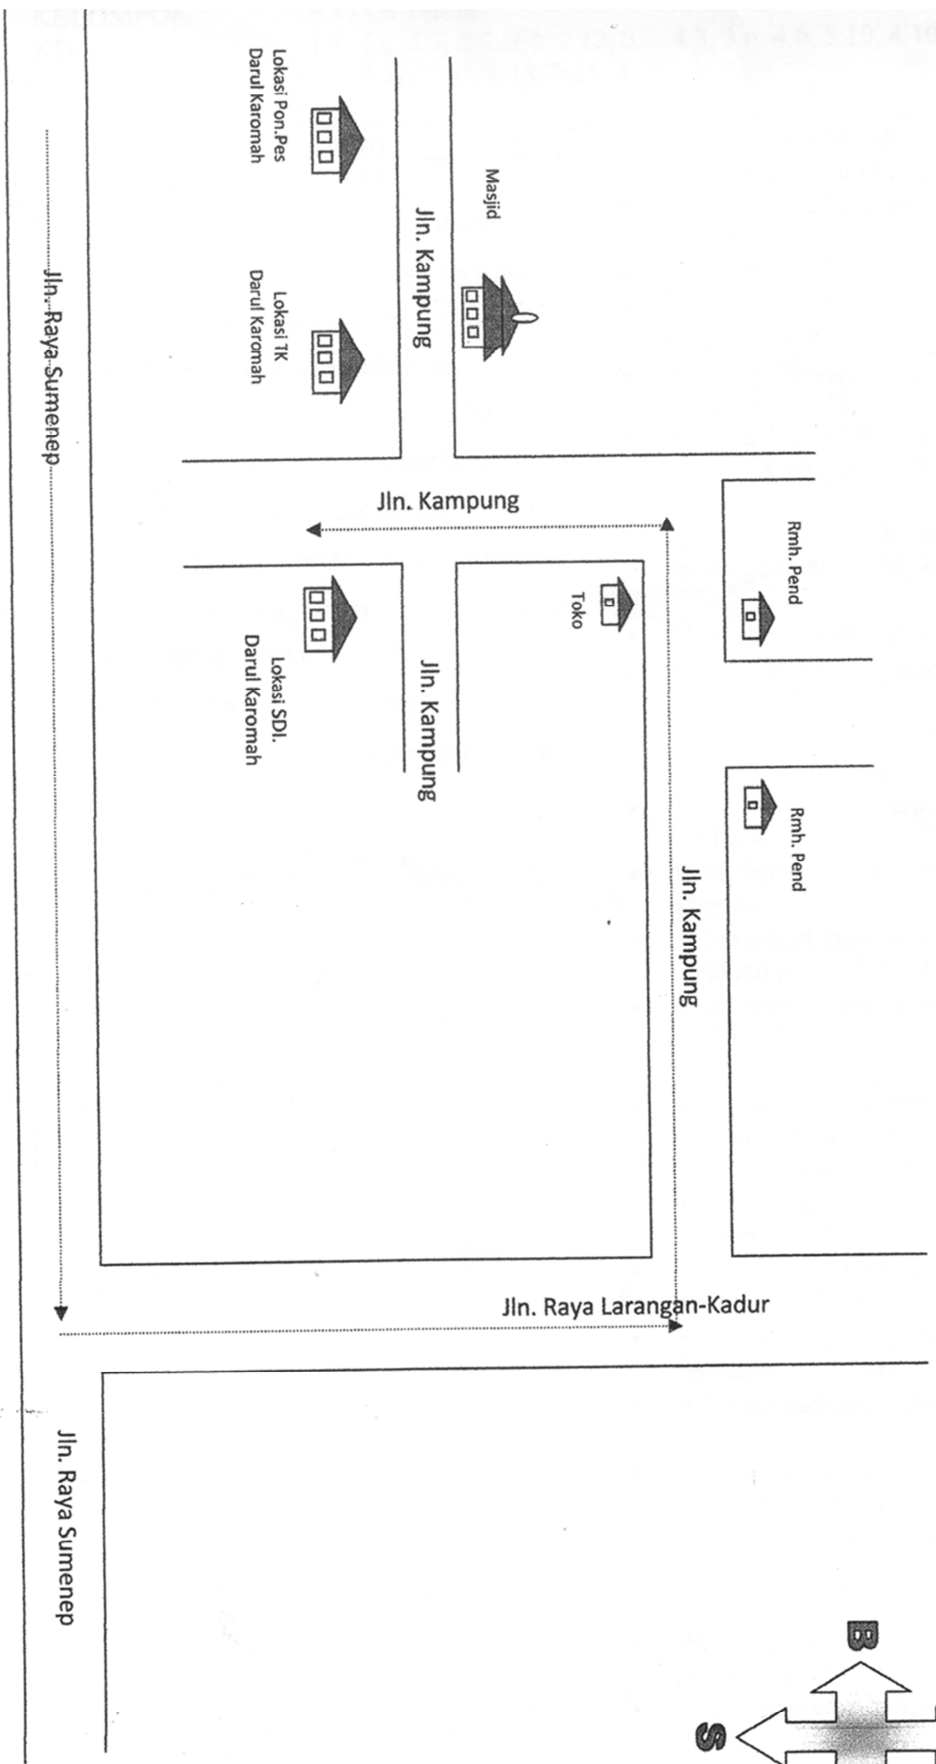 Lokasi Pon.Pes
Darul Karomah
Masjid
Jln. Kampung
Lokasi TK
Darul Karomah
Jln. Raya Sumenep
Jln. Kampung
Rmh. Pend
Toko
Lokasi SDI.
Darul Karomah
Jln. Kampung
Rmh. Pend
Jln. Kampung
Jln. Raya Larangan-Kadur
Jln. Raya Sumenep
B
S